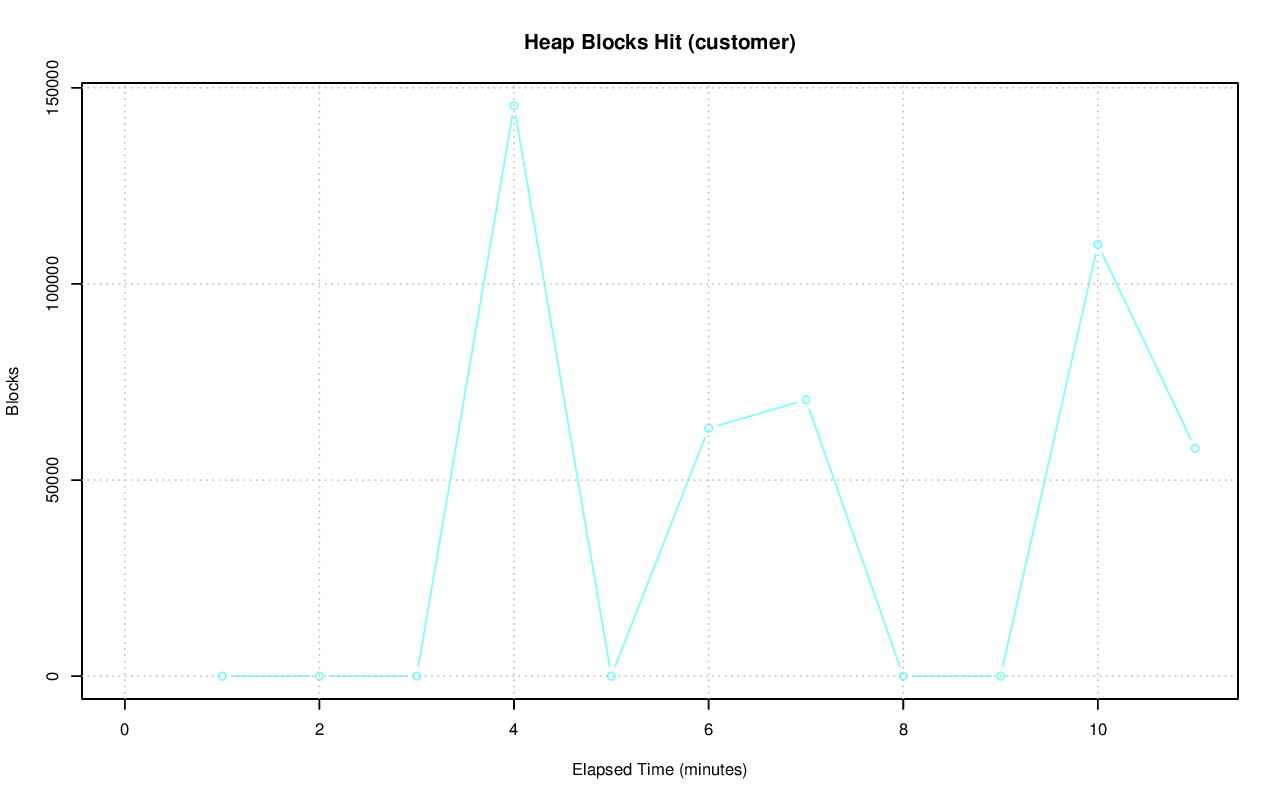 Heap Blocks Hit (customer)
150000
100000
50000
0
Blocks
0 2 4 6 8 10
Elapsed Time (minutes)